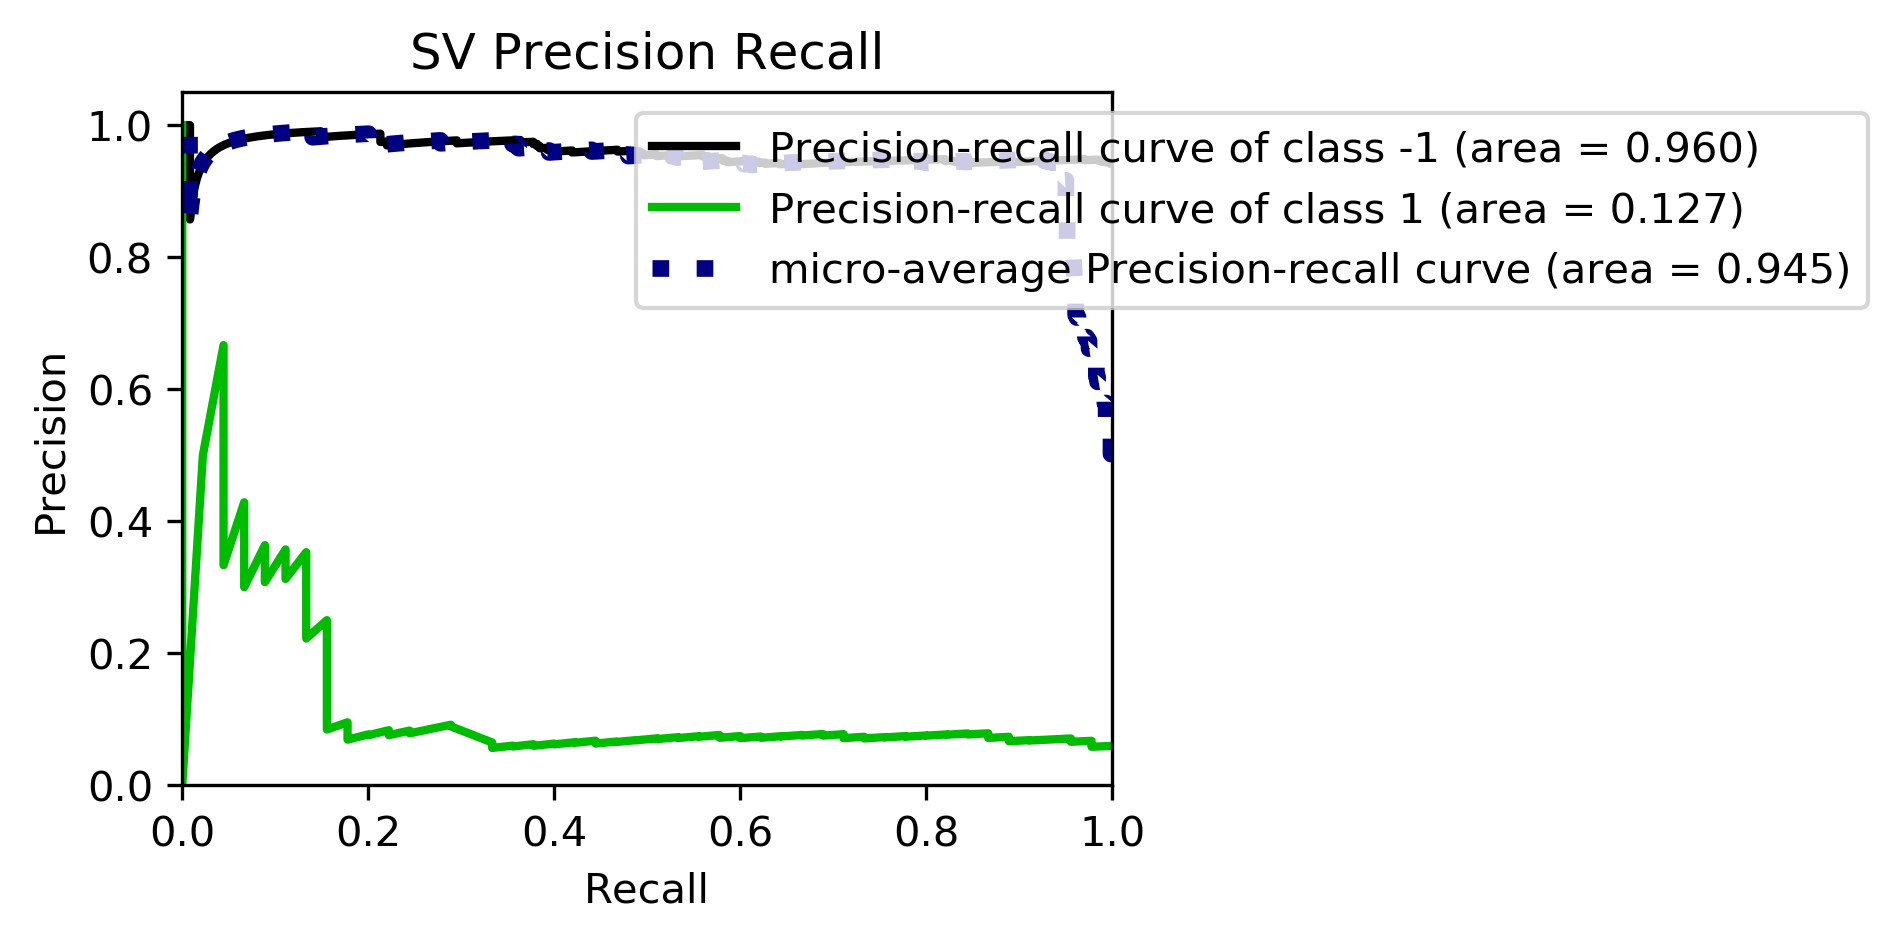 SV Precision Recall
Precision-recall curve of class -1 (area = 0.960)
Precision-recall curve of class 1 (area = 0.127)
micro-average Precision-recall curve (area = 0.945)
Precision
1.0
0.8
0.6
0.4
0.2
0.0
0.0 0.2 0.4 0.6 0.8 1.0
Recall